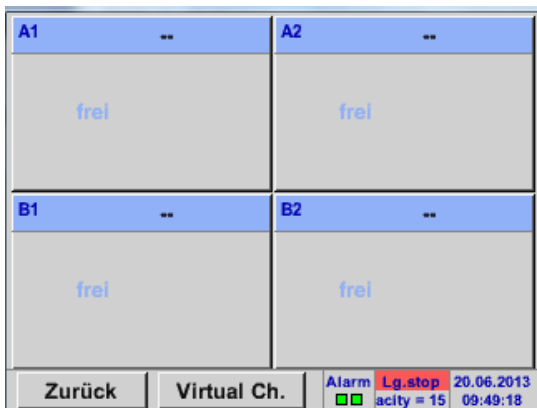 A1 -- A2 --
frei frei
B1 -- B2 --
frei frei
Zurück Virtual Ch. Alarm Lg.stop 20.06.2013
acity = 15 09:49:18